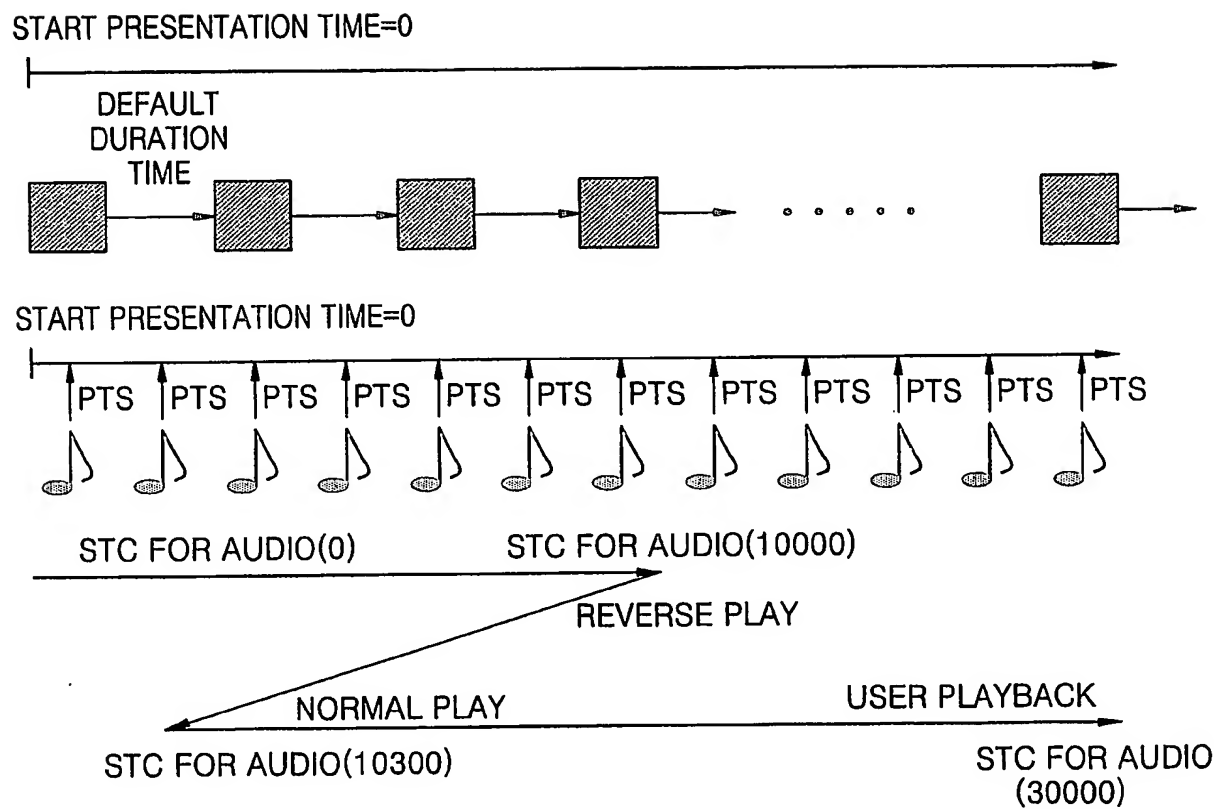 START PRESENTATION TIME=0
DEFAULT
DURATION
TIME
START PRESENTATION TIME=0
PTS PTS PTS PTS PTS PTS PTS PTS PTS PTS PTS PTS
STC FOR AUDIO(0) STC FOR AUDIO(10000)
REVERSE PLAY
NORMAL PLAY USER PLAYBACK
STC FOR AUDIO(10300) STC FOR AUDIO
(30000)